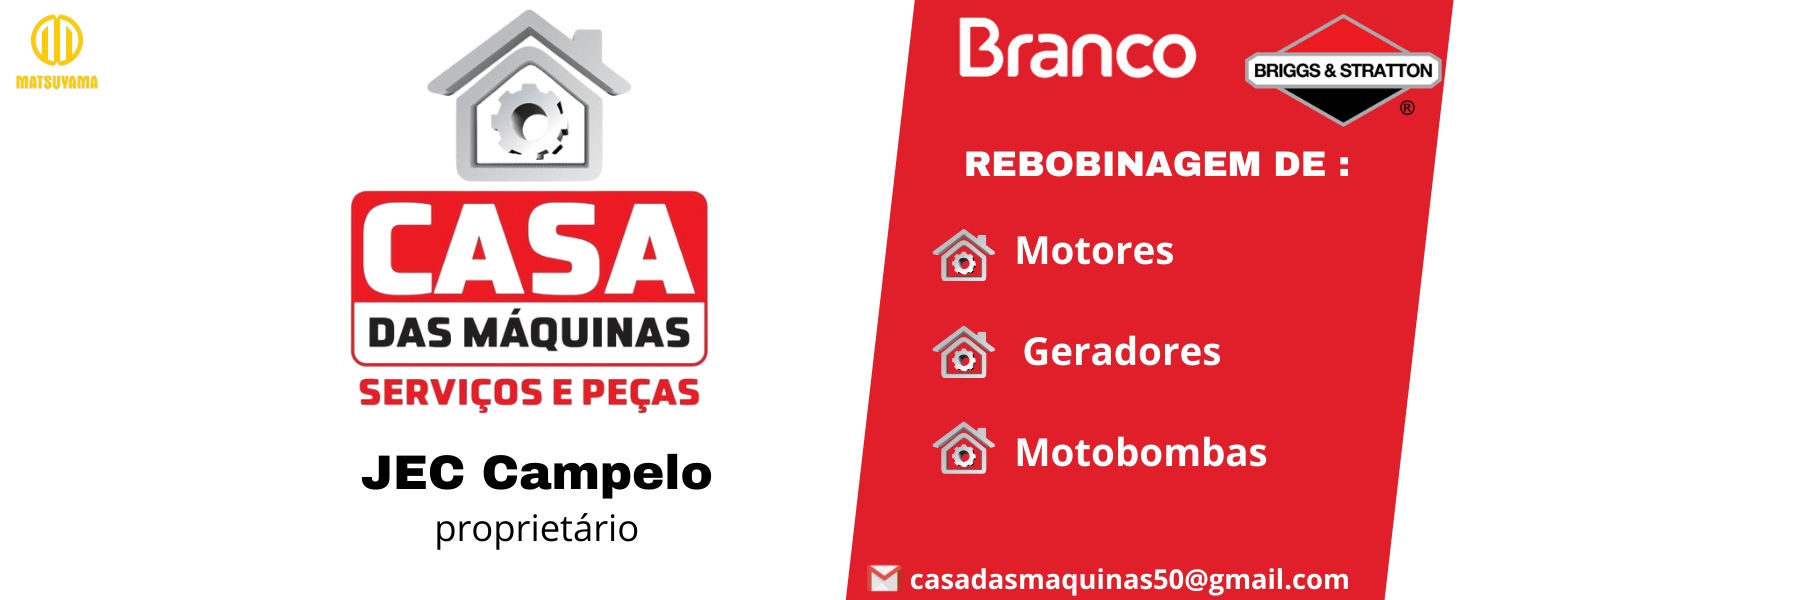 MATSUYAMA
CASA
DAS MÁQUINAS
SERVIÇOS E PEÇAS
JEC Campelo
proprietário
Branco
BRIGGS & STRATTON
®
REBOBINAGEM DE :
Motores
Geradores
Motobombas
casadasmaquinas50@gmail.com